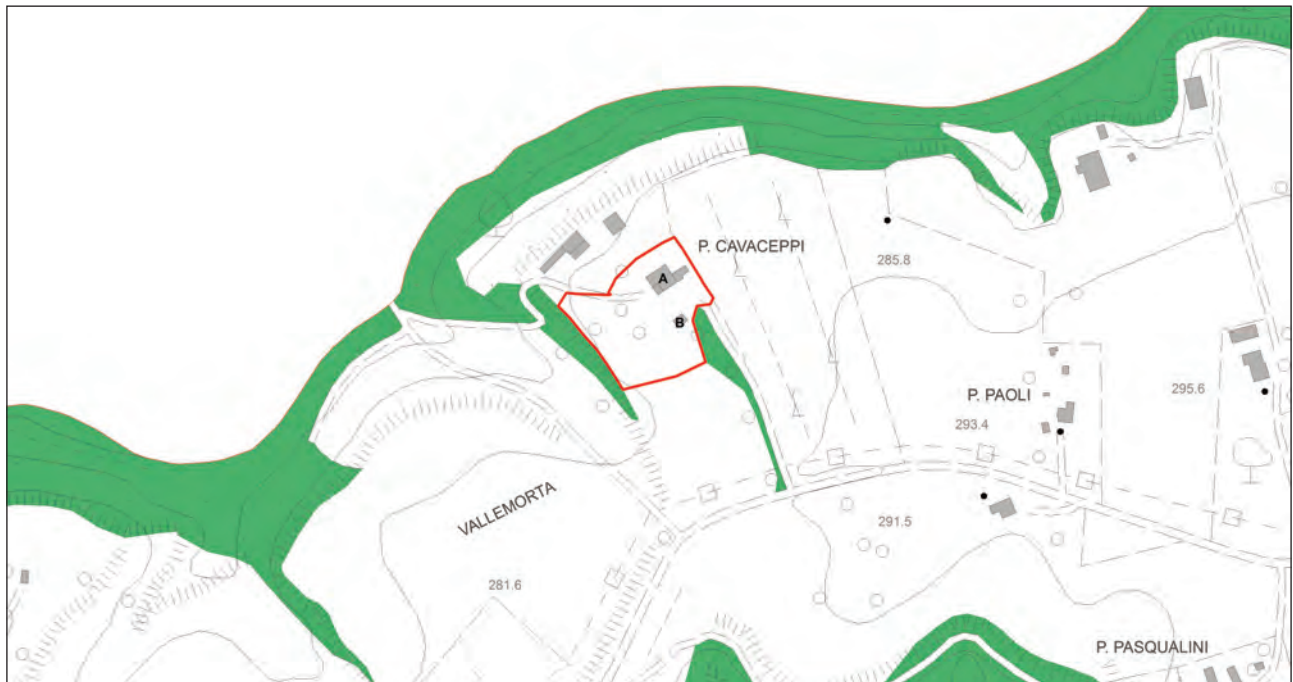 P. CAVACEPPI
285.8
A
B
295.6
P. PAOLI
293.4
VALLEMORTA
291.5
281.6
P. PASQUALINI